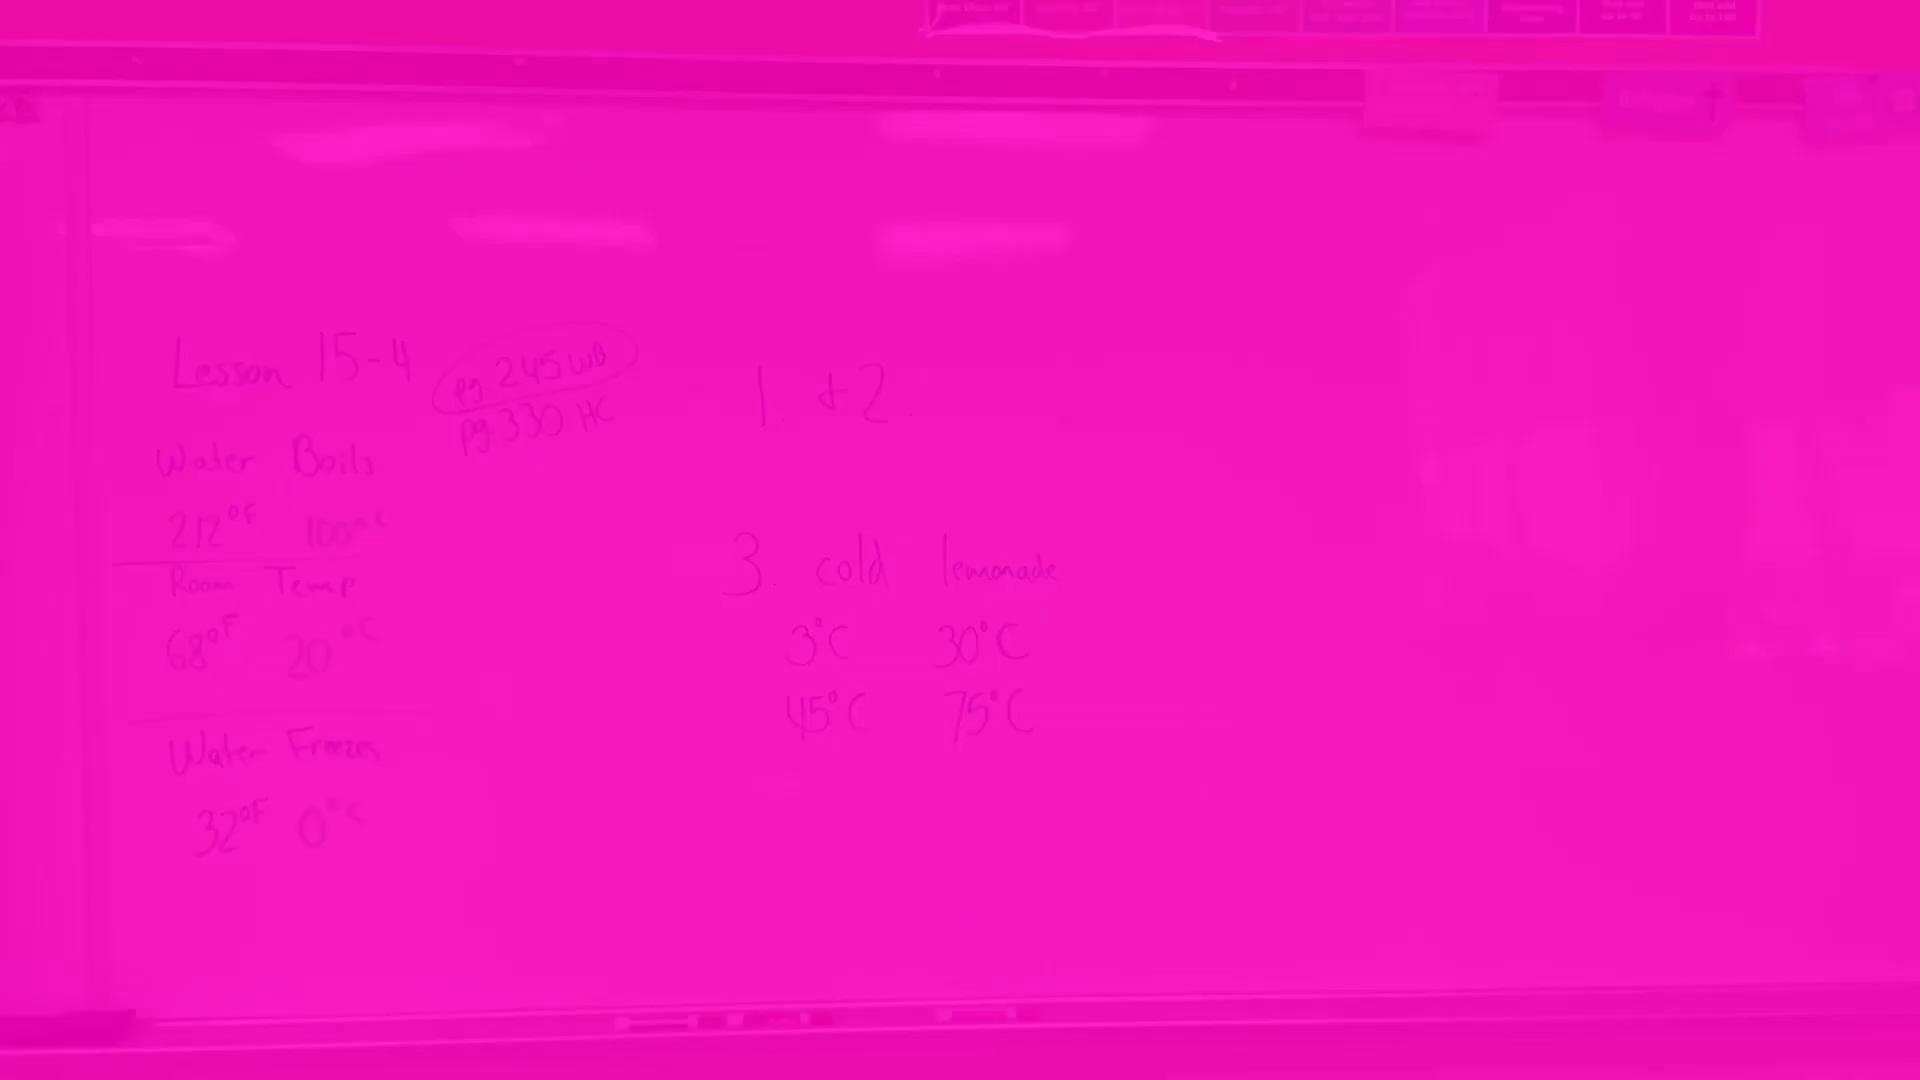 Lesson 15-4
pg. 245 WB
pg. 330 HC
Water Boils
212°F 100°C
Room Temp
68°F 20°C
Water Freezes
32°F 0°C
1 + 2
3. cold lemonade
3°C 30°C
45°C 75°C